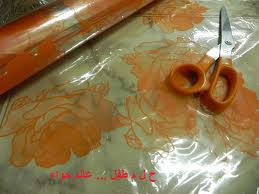 ح ل م طفل ... عالم حواء